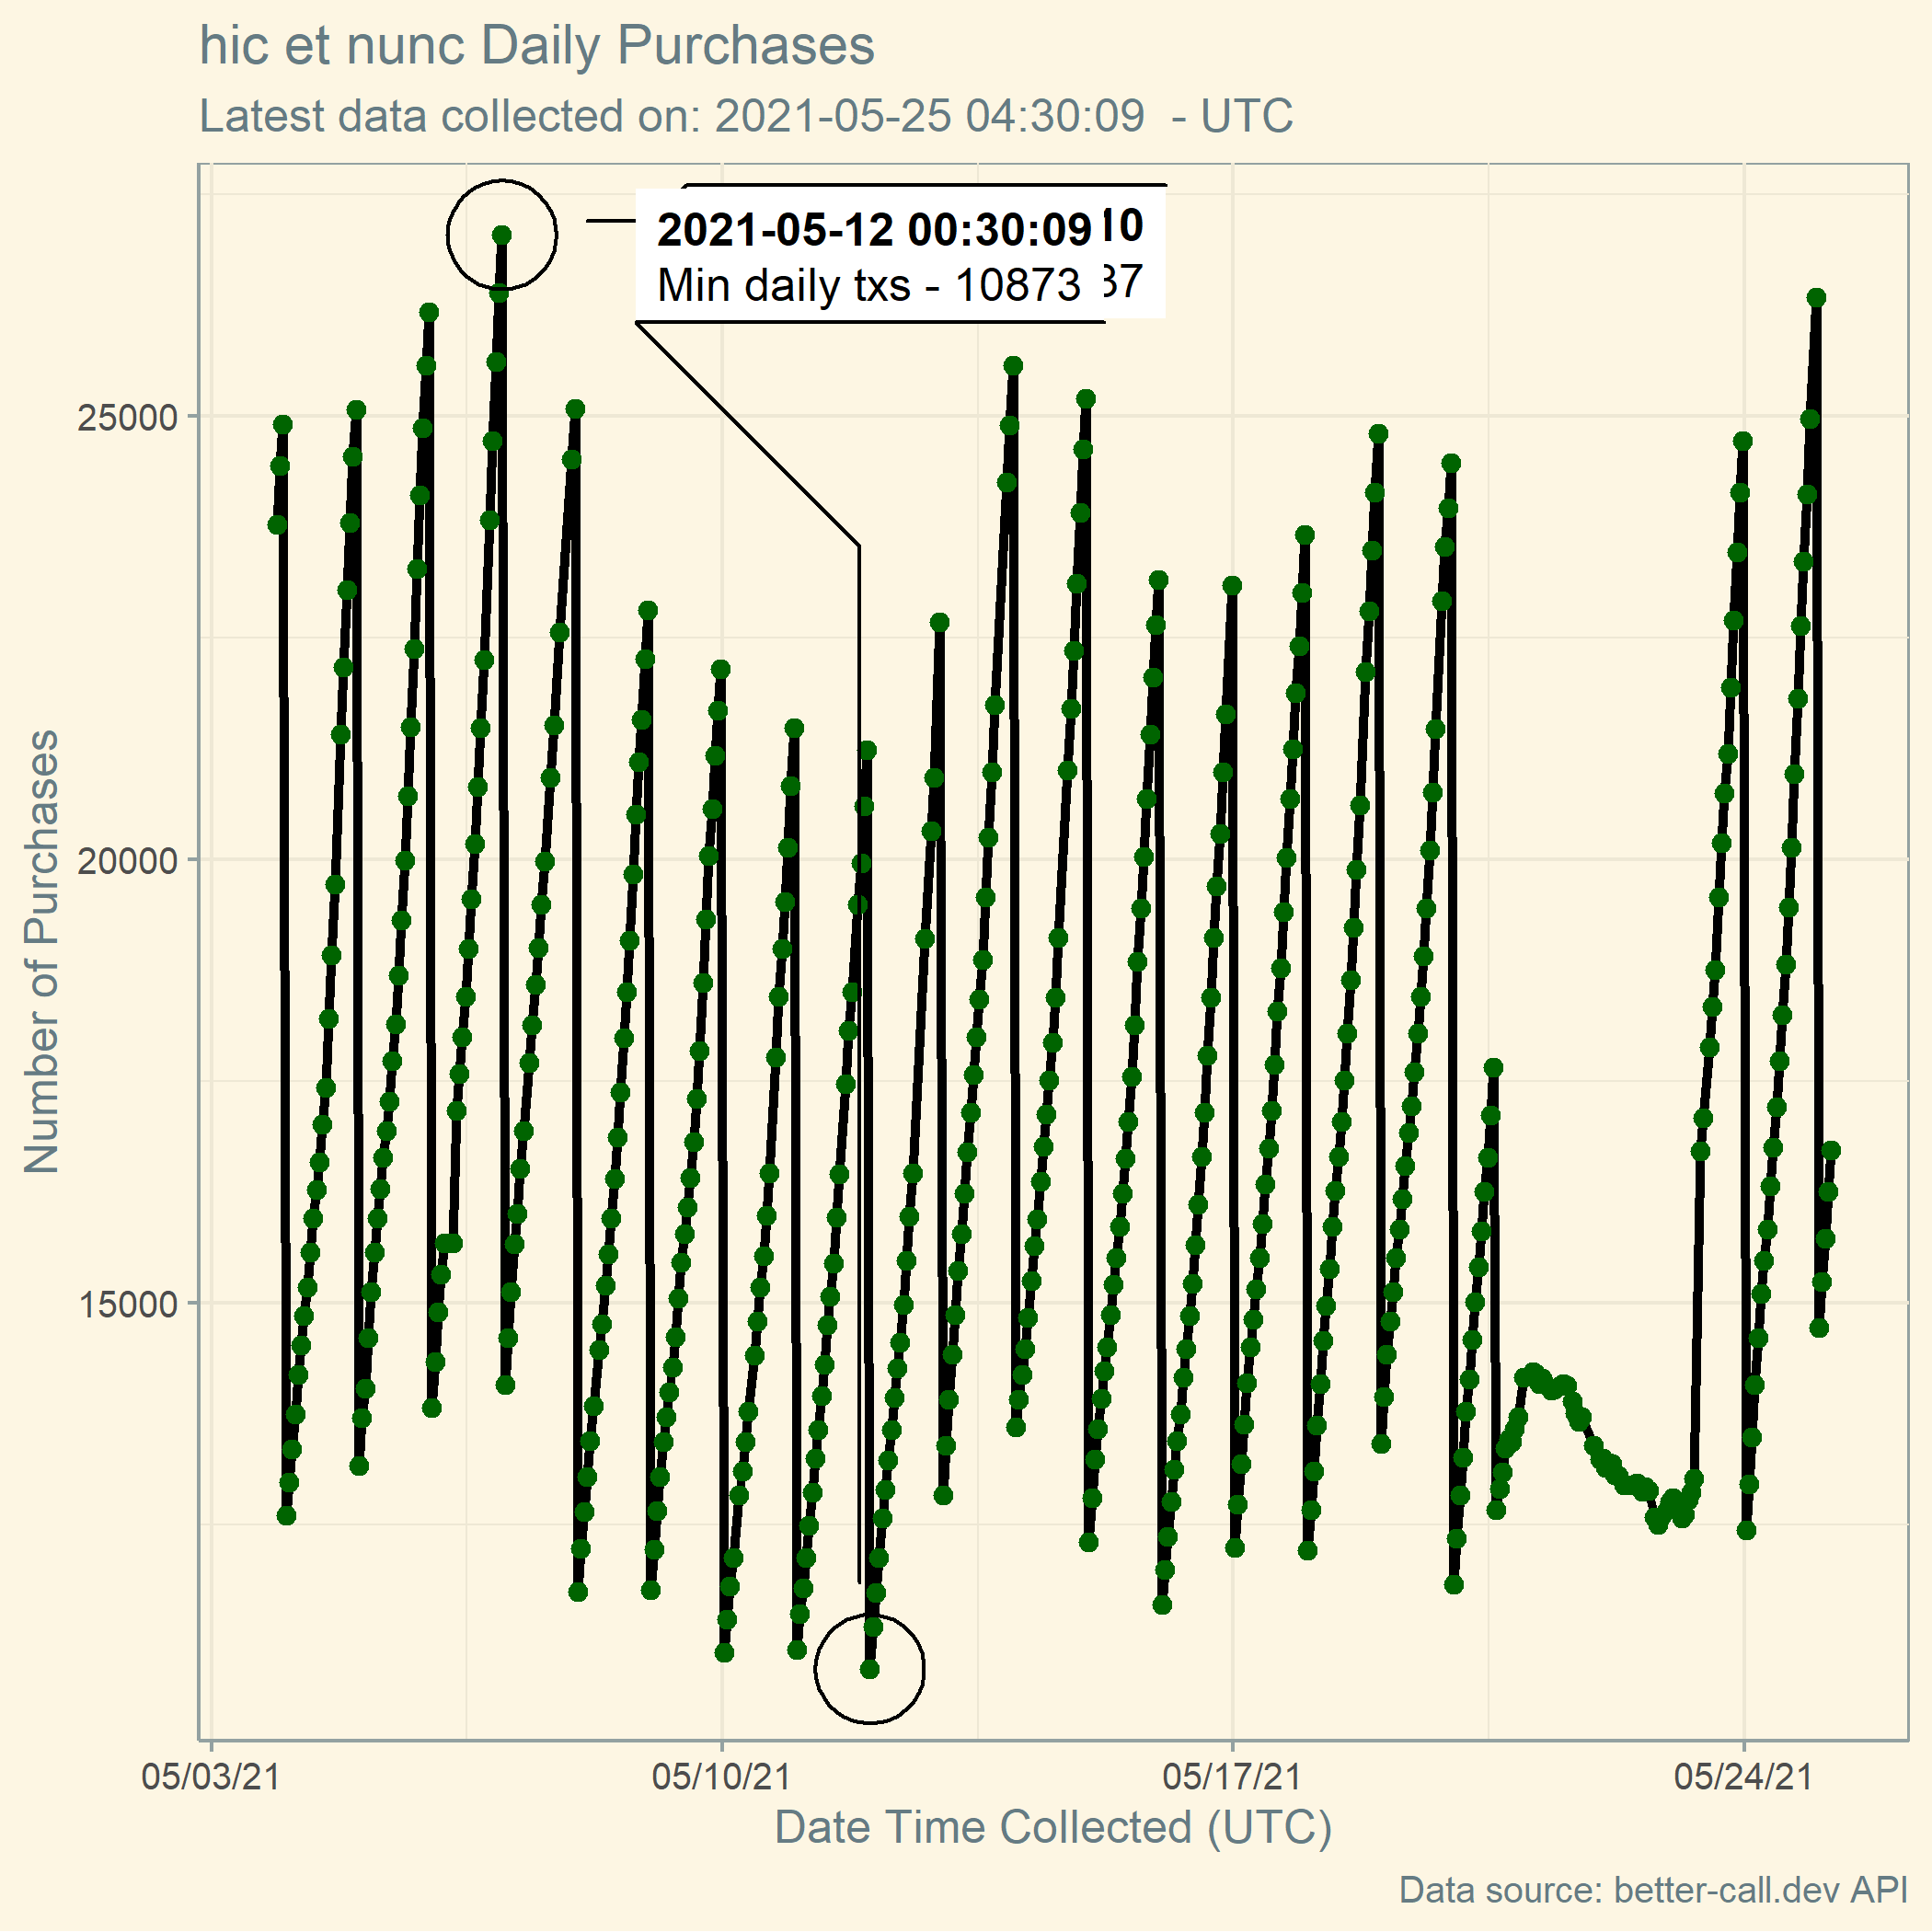 hic et nunc Daily Purchases
Latest data collected on: 2021-05-25 04:30:09 - UTC
2021-05-12 00:30:09
Min daily txs - 10873
25000
20000
15000
Number of Purchases
05/03/21
05/10/21
05/17/21
05/24/21
Date Time Collected (UTC)
Data source: better-call.dev API